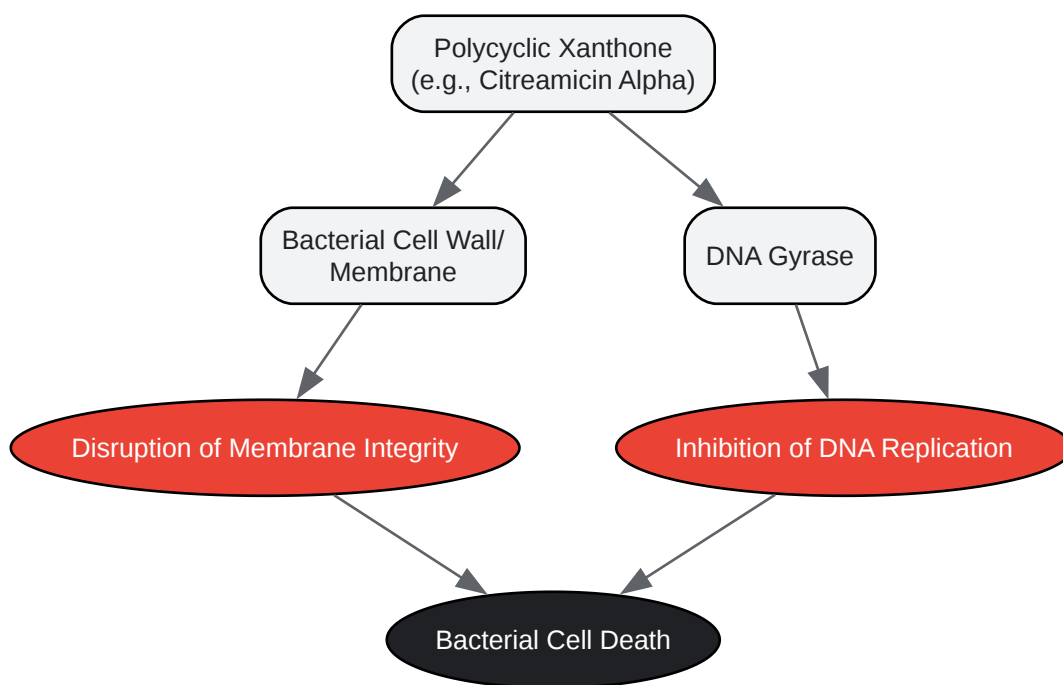 Polycyclic Xanthone
(e.g., Citreamicin Alpha)
Bacterial Cell Wall/
Membrane
DNA Gyrase
Disruption of Membrane Integrity
Inhibition of DNA Replication
Bacterial Cell Death